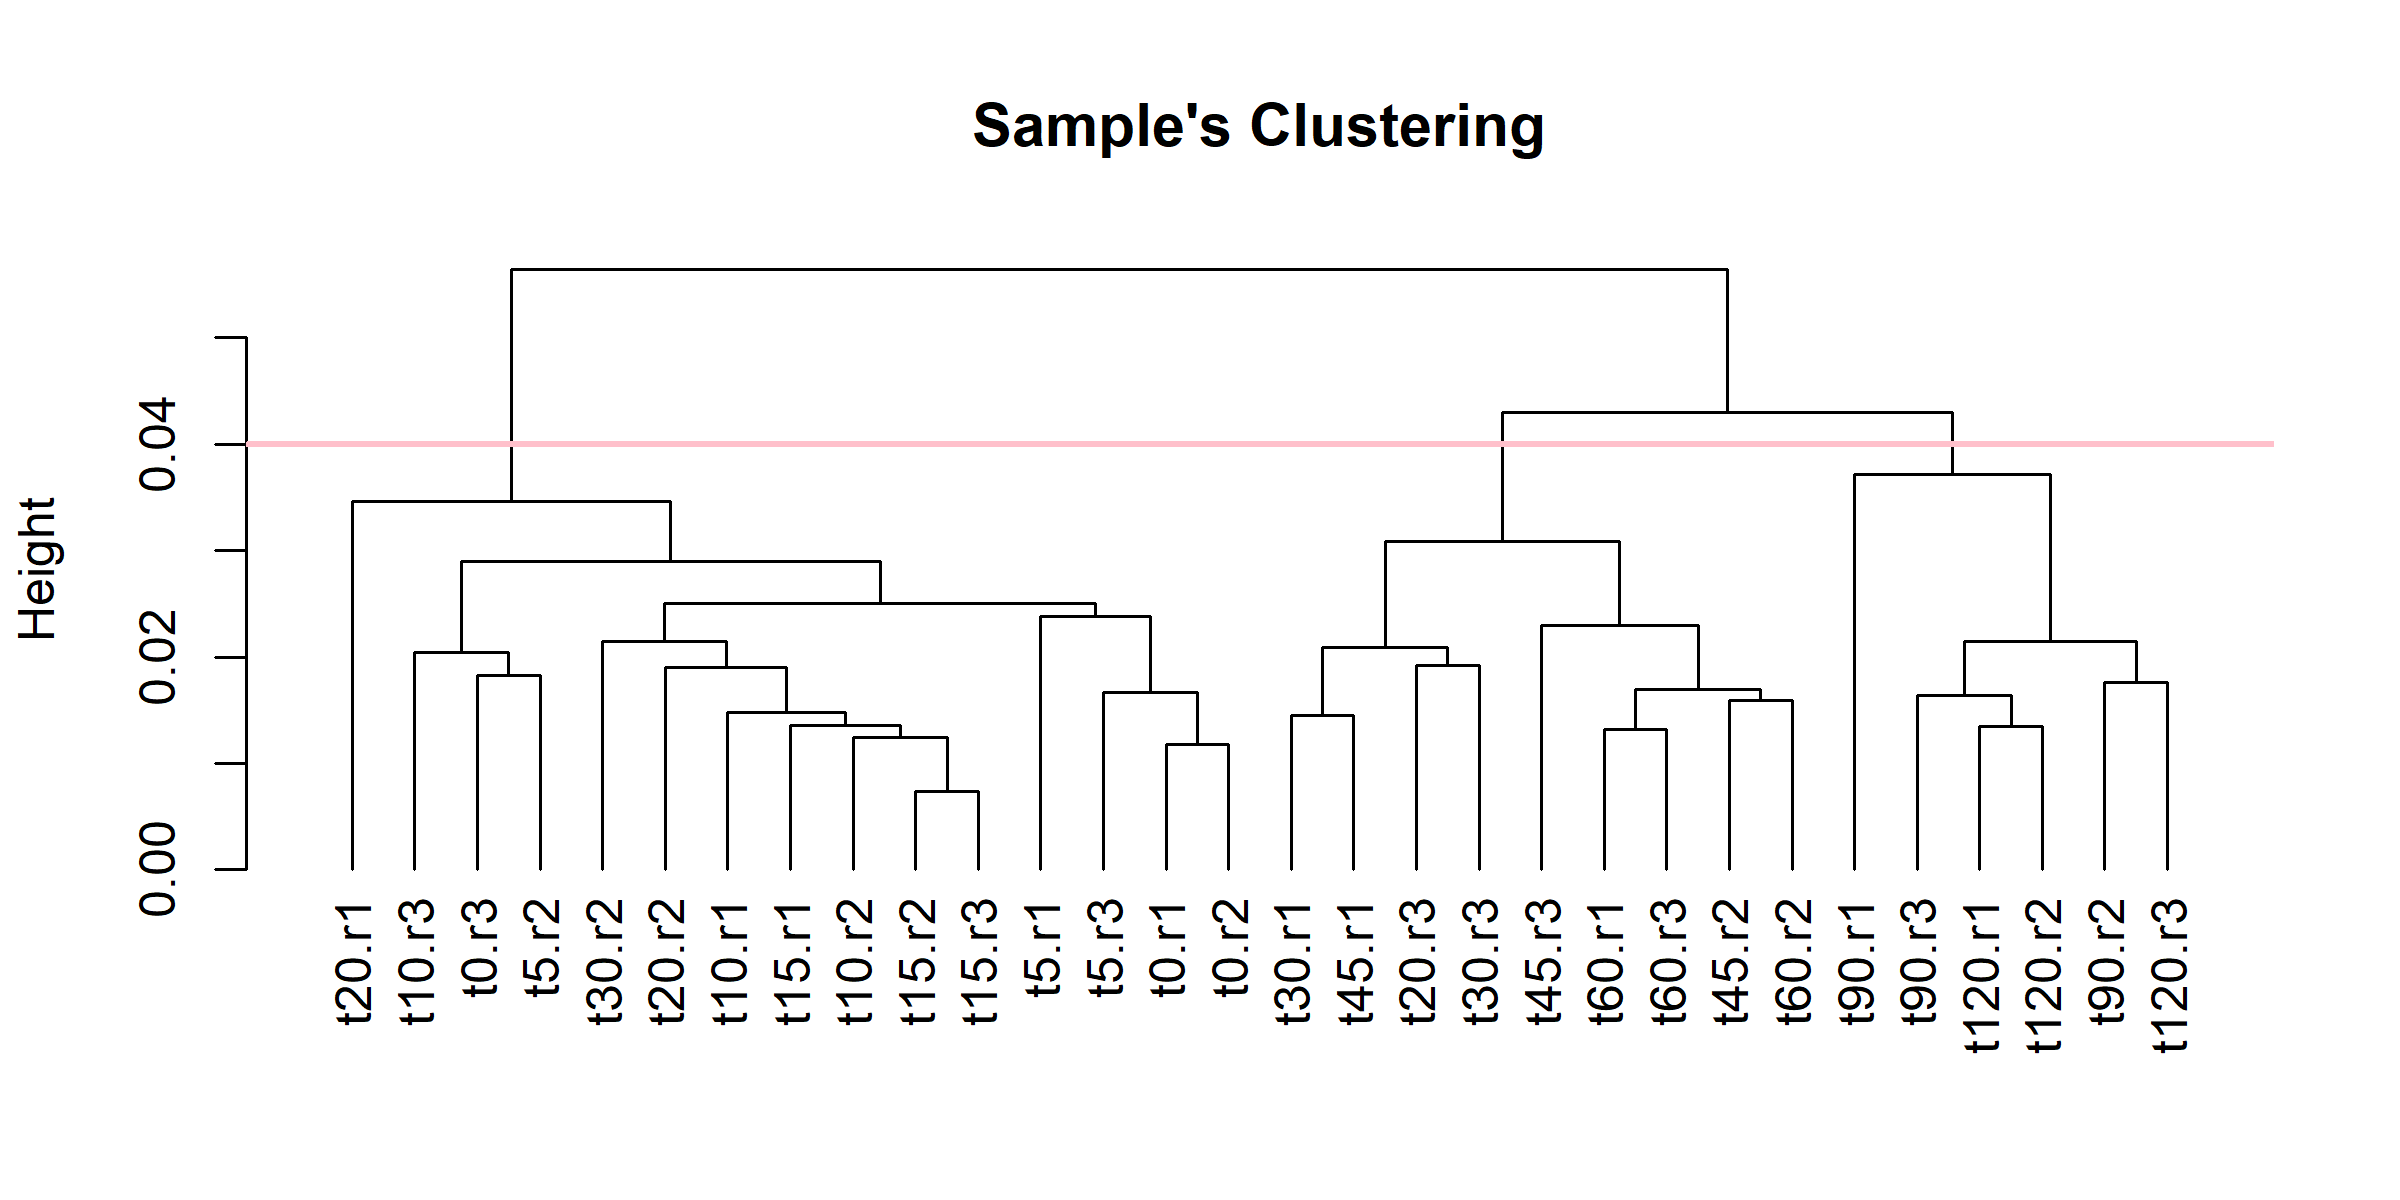 Sample's Clustering
Height
0.00
0.02
0.04
t20.r1
t10.r3
t0.r3
t5.r2
t30.r2
t20.r2
t10.r1
t15.r1
t10.r2
t15.r2
t15.r3
t5.r1
t5.r3
t0.r1
t0.r2
t30.r1
t45.r1
t20.r3
t30.r3
t45.r3
t60.r1
t60.r3
t45.r2
t60.r2
t90.r1
t90.r3
t120.r1
t120.r2
t90.r2
t120.r3